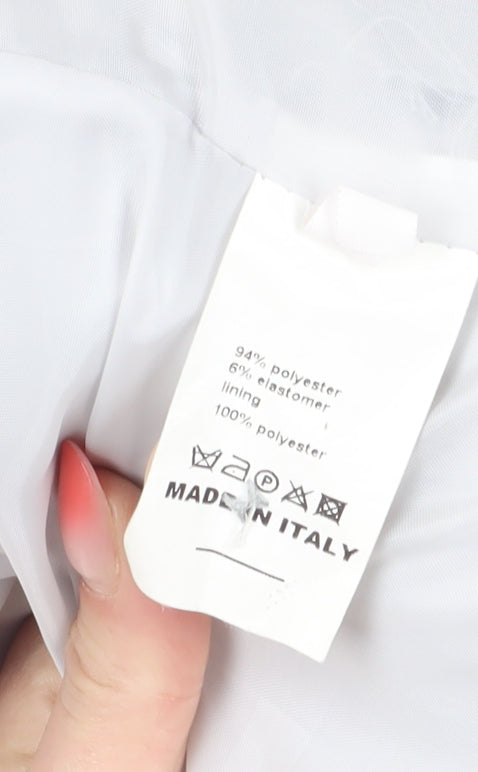 94% polyester
6% elastomer
lining
100% polyester
P
MADE IN ITALY